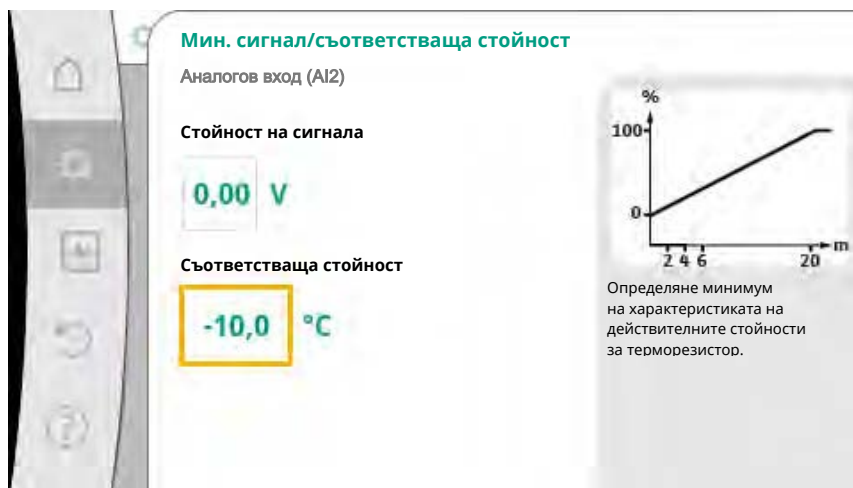 Мин. сигнал/съответстваща стойност
Аналогов вход (AI2)
Стойност на сигнала
0,00 V
Съответстваща стойност
-10,0 °C
%
100
0
2 4 6 20 m
Определяне минимум
на характеристиката на
действителните стойности
за терморезистор.